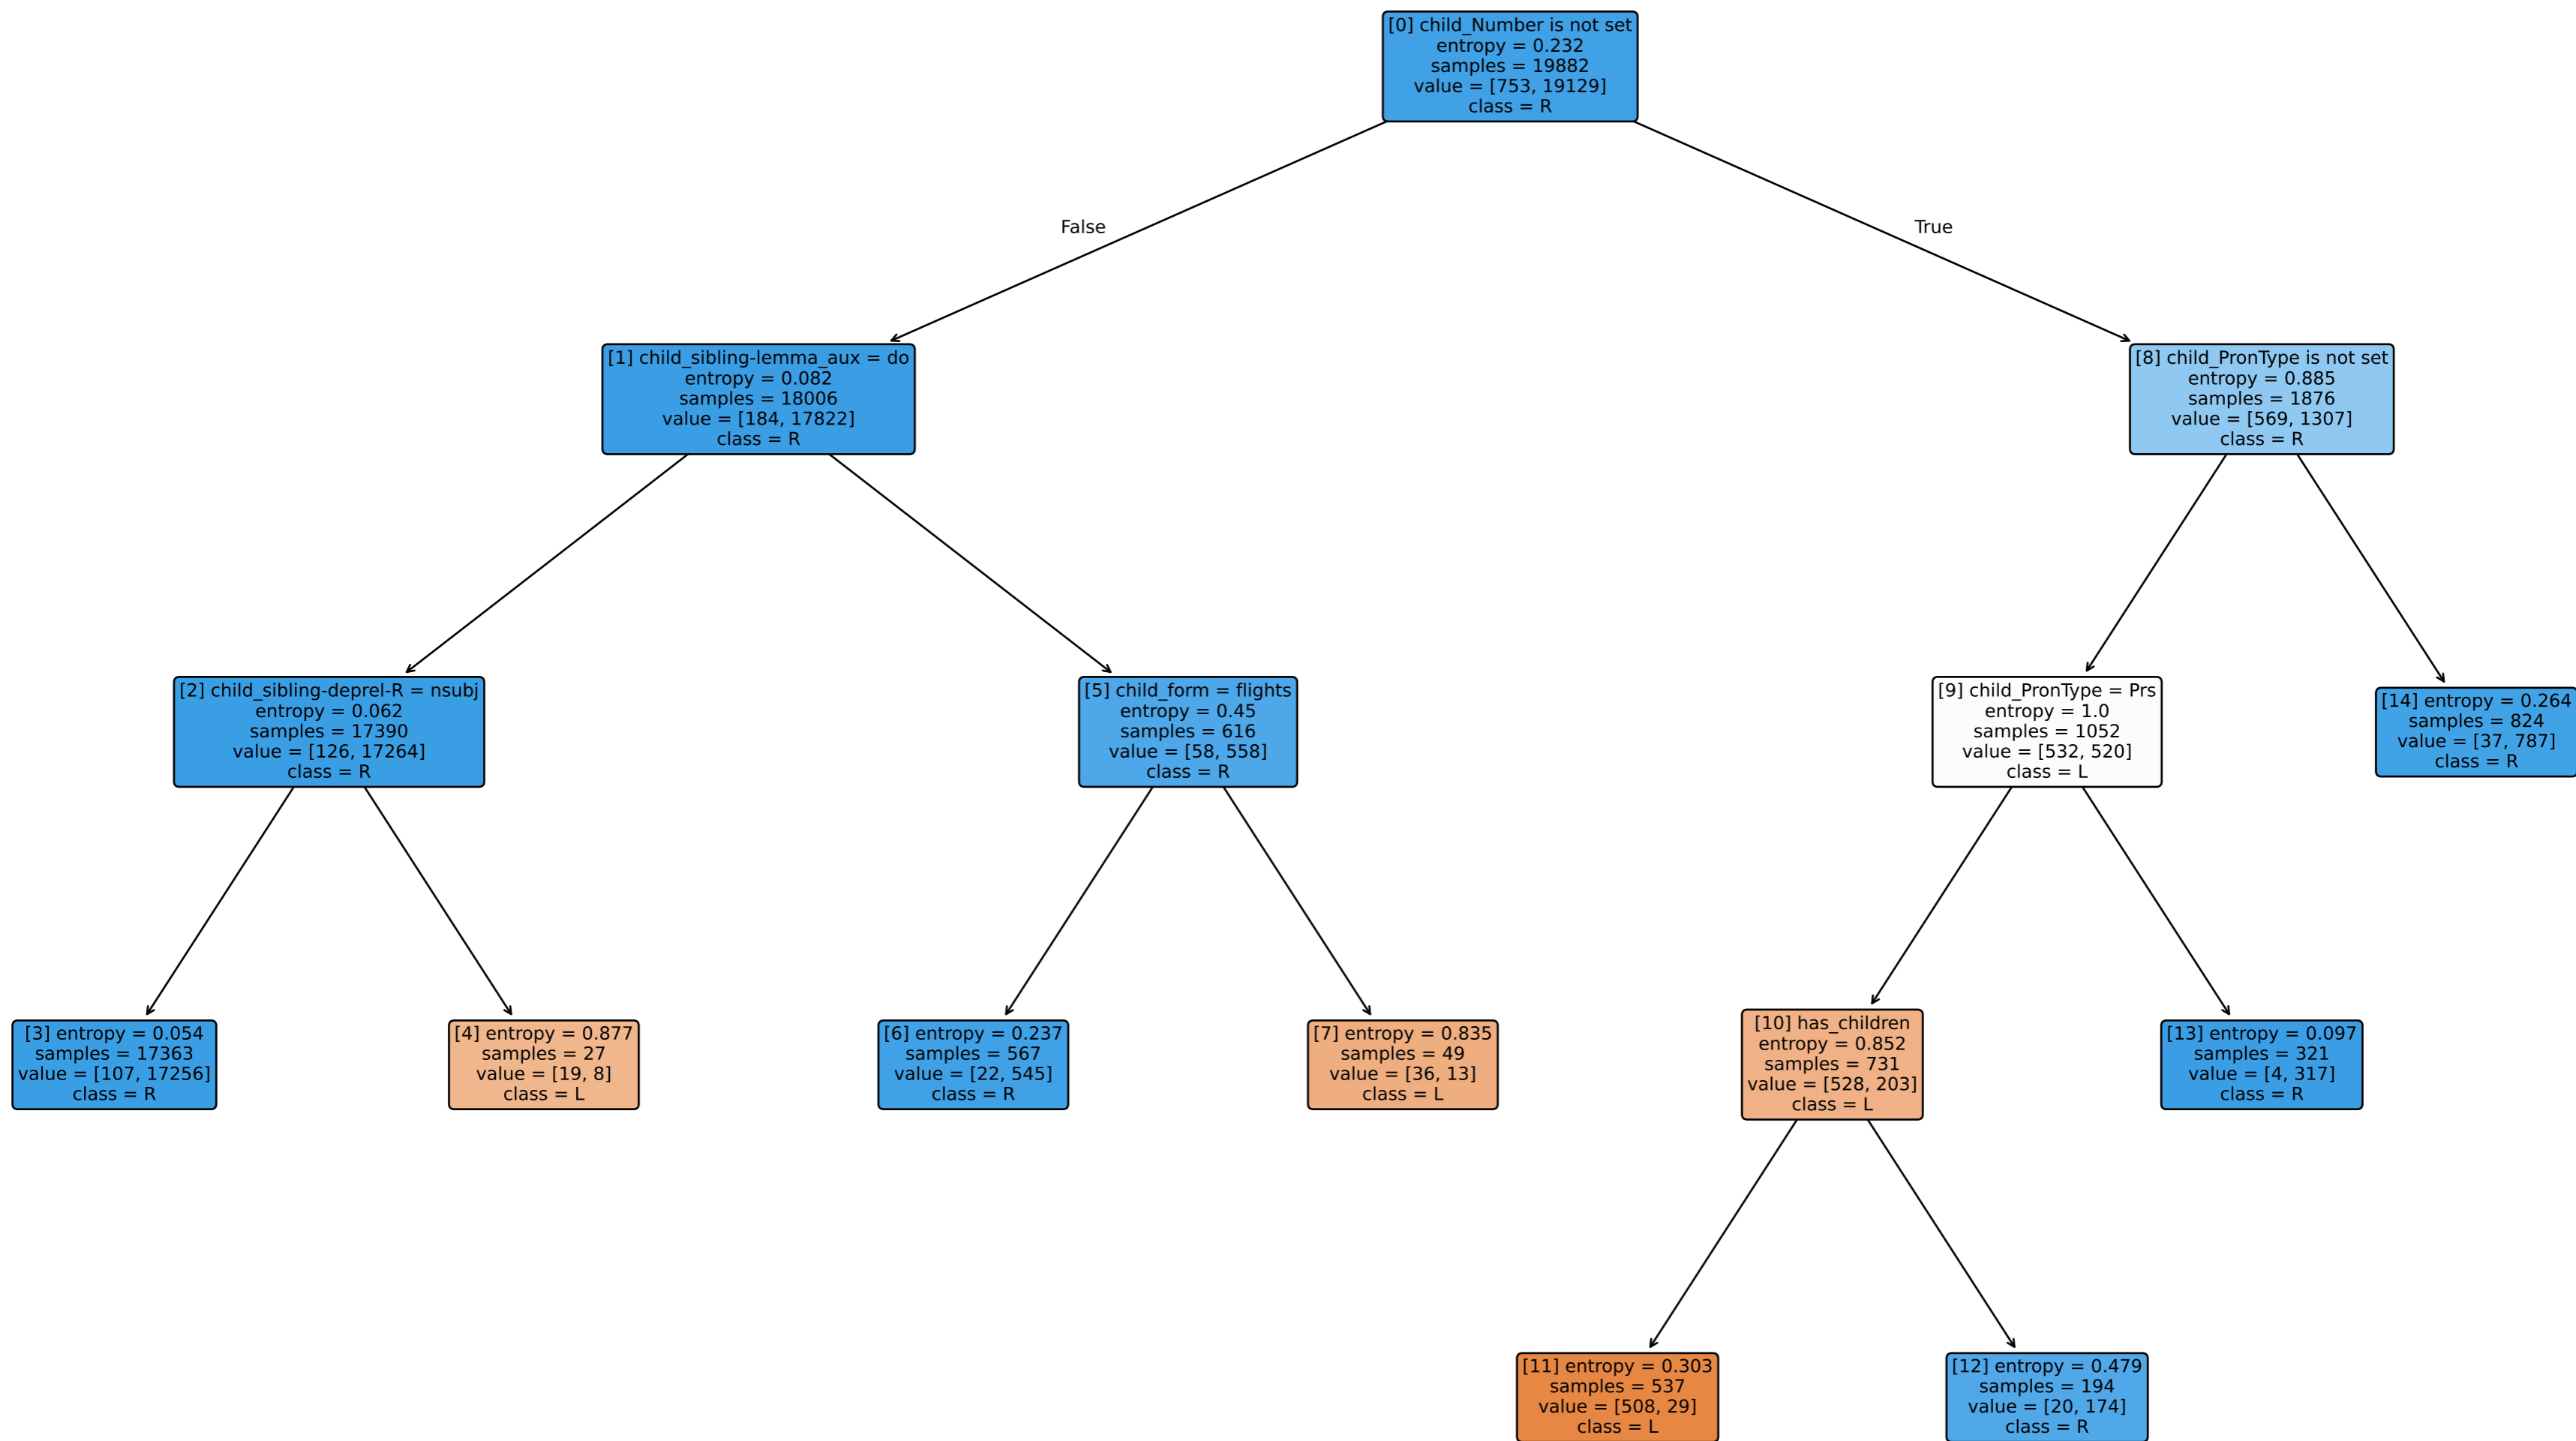 [0] child_Number is not set
entropy = 0.232
samples = 19882
value = [753, 19129]
class = R
False
True
[1] child_sibling-lemma_aux = do
entropy = 0.082
samples = 18006
value = [184, 17822]
class = R
[8] child_PronType is not set
entropy = 0.885
samples = 1876
value = [569, 1307]
class = R
[2] child_sibling-deprel-R = nsubj
entropy = 0.062
samples = 17390
value = [126, 17264]
class = R
[5] child_form = flights
entropy = 0.45
samples = 616
value = [58, 558]
class = R
[9] child_PronType = Prs
entropy = 1.0
samples = 1052
value = [532, 520]
class = L
[14] entropy = 0.264
samples = 824
value = [37, 787]
class = R
[3] entropy = 0.054
samples = 17363
value = [107, 17256]
class = R
[4] entropy = 0.877
samples = 27
value = [19, 8]
class = L
[6] entropy = 0.237
samples = 567
value = [22, 545]
class = R
[7] entropy = 0.835
samples = 49
value = [36, 13]
class = L
[10] has_children
entropy = 0.852
samples = 731
value = [528, 203]
class = L
[13] entropy = 0.097
samples = 321
value = [4, 317]
class = R
[11] entropy = 0.303
samples = 537
value = [508, 29]
class = L
[12] entropy = 0.479
samples = 194
value = [20, 174]
class = R